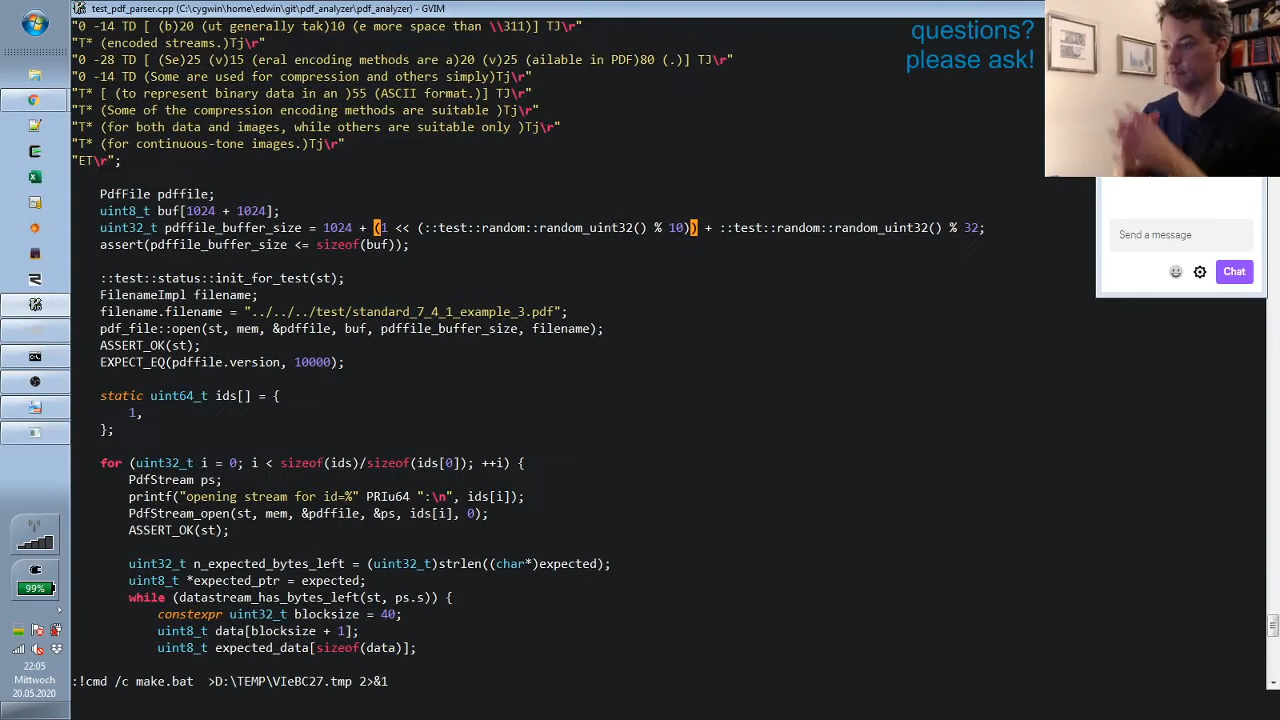 test_pdf_parser.cpp (C:\cygwin\home\edwin\git\pdf_analyzer\pdf_analyzer) - GVIM
"0 -14 TD [ (b)20 (ut generally tak)10 (e more space than \\311)] TJ\r"
"T* (encoded streams.)Tj\r"
"0 -28 TD [ (Se)25 (v)15 (eral encoding methods are a)20 (v)25 (ailable in PDF)80 (.)] TJ\r"
"0 -14 TD (Some are used for compression and others simply)Tj\r"
"T* [ (to represent binary data in an )55 (ASCII format.)] TJ\r"
"T* (Some of the compression encoding methods are suitable )Tj\r"
"T* (for both data and images, while others are suitable only )Tj\r"
"T* (for continuous-tone images.)Tj\r"
"ET\r";
PdfFile pdffile;
uint8_t buf[1024 + 1024];
uint32_t pdffile_buffer_size = 1024 + (1 << (::test::random::random_uint32() % 10)) + ::test::random::random_uint32() % 32;
assert(pdffile_buffer_size <= sizeof(buf));
::test::status::init_for_test(st);
FilenameImpl filename;
filename.filename = "../../../test/standard_7_4_1_example_3.pdf";
pdf_file::open(st, mem, &pdffile, buf, pdffile_buffer_size, filename);
ASSERT_OK(st);
EXPECT_EQ(pdffile.version, 10000);
static uint64_t ids[] = {
1,
};
for (uint32_t i = 0; i < sizeof(ids)/sizeof(ids[0]); ++i) {
PdfStream ps;
printf("opening stream for id=%" PRIu64 ":\n", ids[i]);
PdfStream_open(st, mem, &pdffile, &ps, ids[i], 0);
ASSERT_OK(st);
uint32_t n_expected_bytes_left = (uint32_t)strlen((char*)expected);
uint8_t *expected_ptr = expected;
while (datastream_has_bytes_left(st, ps.s)) {
constexpr uint32_t blocksize = 40;
uint8_t data[blocksize + 1];
uint8_t expected_data[sizeof(data)];
:!cmd /c make.bat  >D:\TEMP\VIeBC27.tmp 2>&1
questions?
please ask!
Send a message
Chat
99%
22:05
Mittwoch
20.05.2020